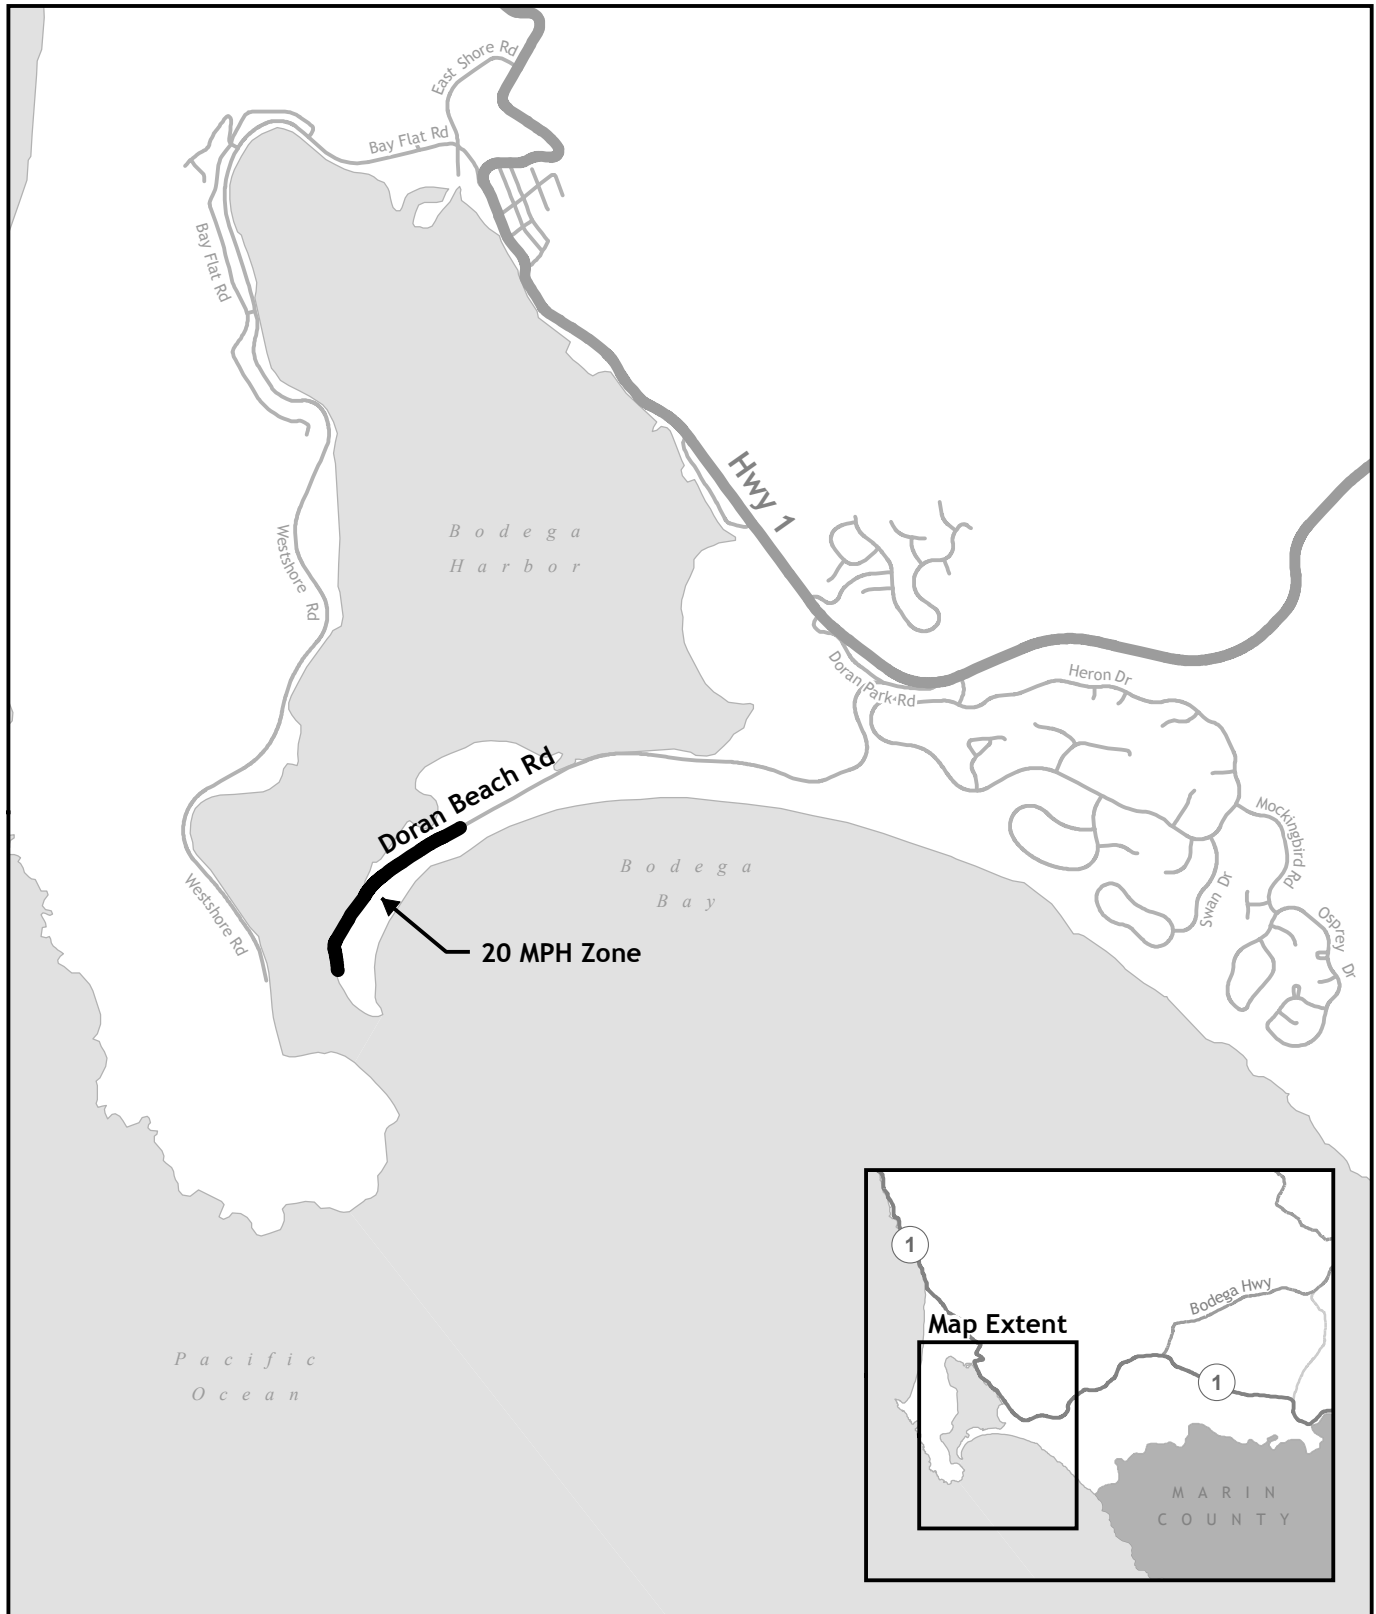 East Shore Rd
Bay Flat Rd
Bay Flat Rd
Hwy 1
Westshore Rd
Bodega
Harbor
Doran Park Rd
Heron Dr
Doran Beach Rd
Mockingbird Rd
Bodega
Bay
Westshore Rd
Swan Dr
Osprey Dr
20 MPH Zone
1
Bodega Hwy
Map Extent
Pacific
Ocean
1
MARIN
COUNTY